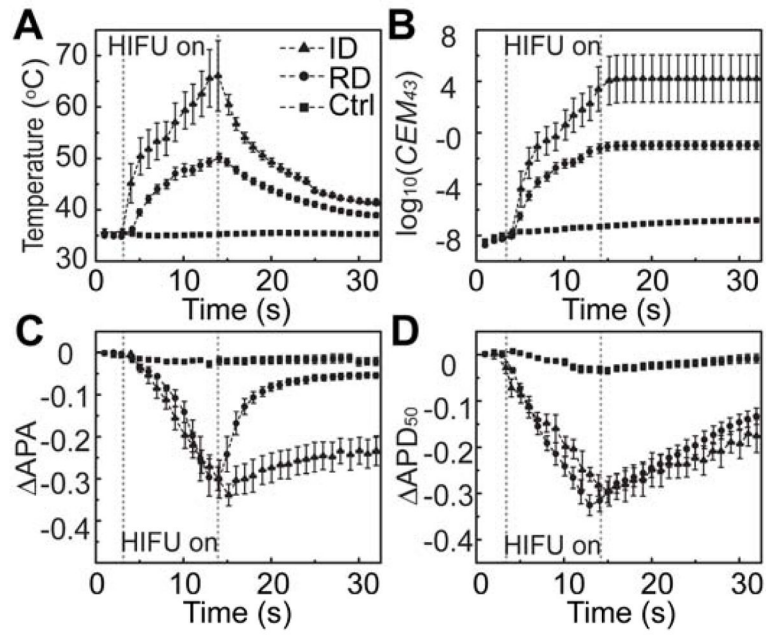 A
HIFU on
ID
RD
Ctrl
Temperature (°C)
70
60
50
40
30
0 10 20 30
Time (s)
B
HIFU on
log10(CEM43)
4
-0
-4
-8
0 10 20 30
Time (s)
C
ΔAPA
0
-0.1
-0.2
-0.3
-0.4
HIFU on
0 10 20 30
Time (s)
D
ΔAPD50
0
-0.1
-0.2
-0.3
-0.4
HIFU on
0 10 20 30
Time (s)